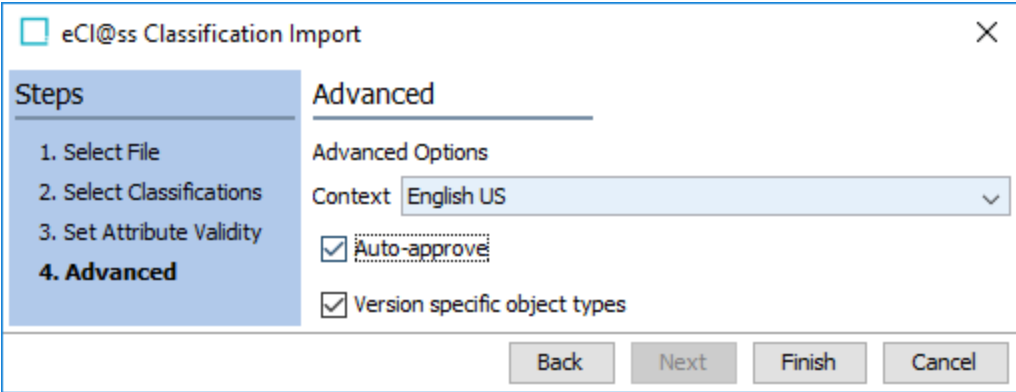 eCl@ss Classification Import
Steps
1. Select File
2. Select Classifications
3. Set Attribute Validity
4. Advanced
Advanced
Advanced Options
Context English US
Auto-approve
Version specific object types
Back Next Finish Cancel